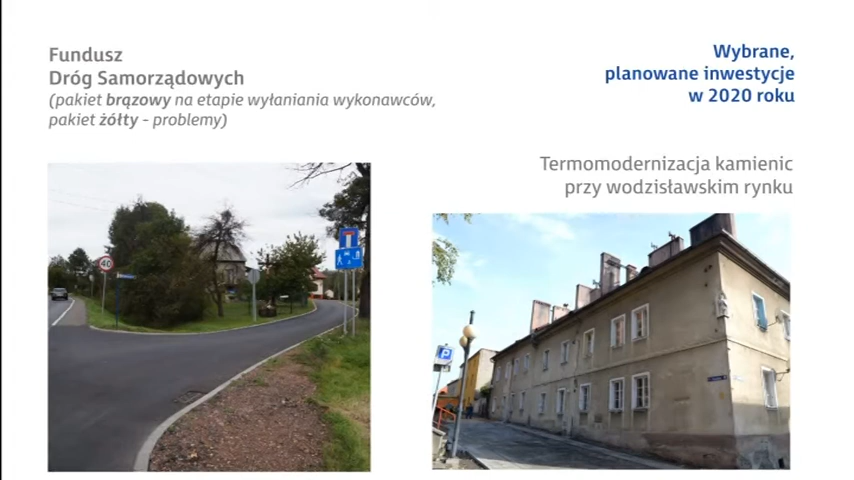 Fundusz
Dróg Samorządowych
(pakiet brązowy na etapie wyłaniania wykonawców,
pakiet żółty - problemy)
Wybrane,
planowane inwestycje
w 2020 roku
Termomodernizacja kamienic
przy wodzisławskim rynku
40
P